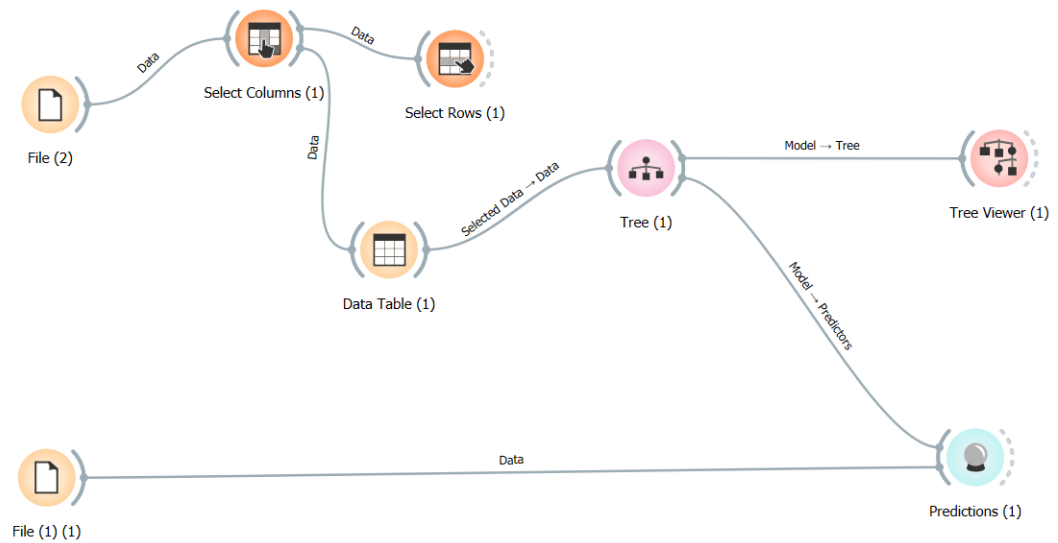 Data
Select Columns (1)
Data
Select Rows (1)
File (2)
Data
Data Table (1)
Selected Data → Data
Tree (1)
Model → Tree
Tree Viewer (1)
Model → Predictors
File (1) (1)
Data
Predictions (1)